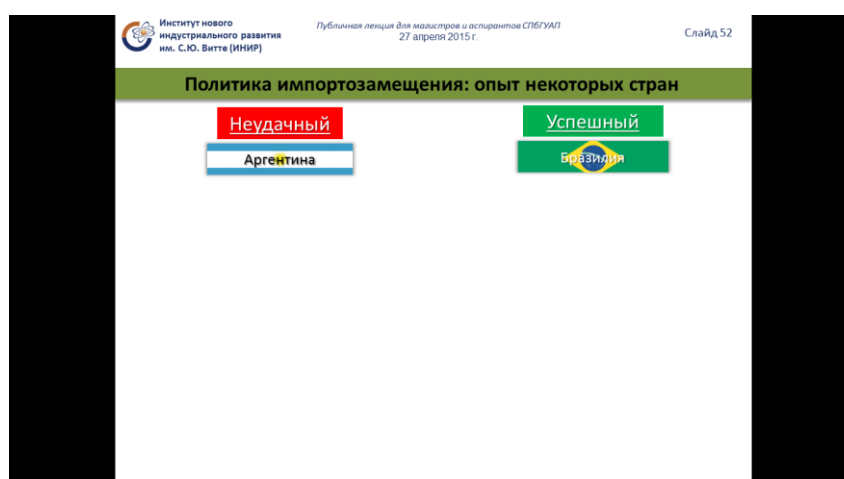 Институт нового
индустриального развития
им. С.Ю. Витте (ИНИР)
Публичная лекция для магистров и аспирантов СПбГУАП
27 апреля 2015 г.
Слайд 52
Политика импортозамещения: опыт некоторых стран
Неудачный
Успешный
Аргентина
Бразилия